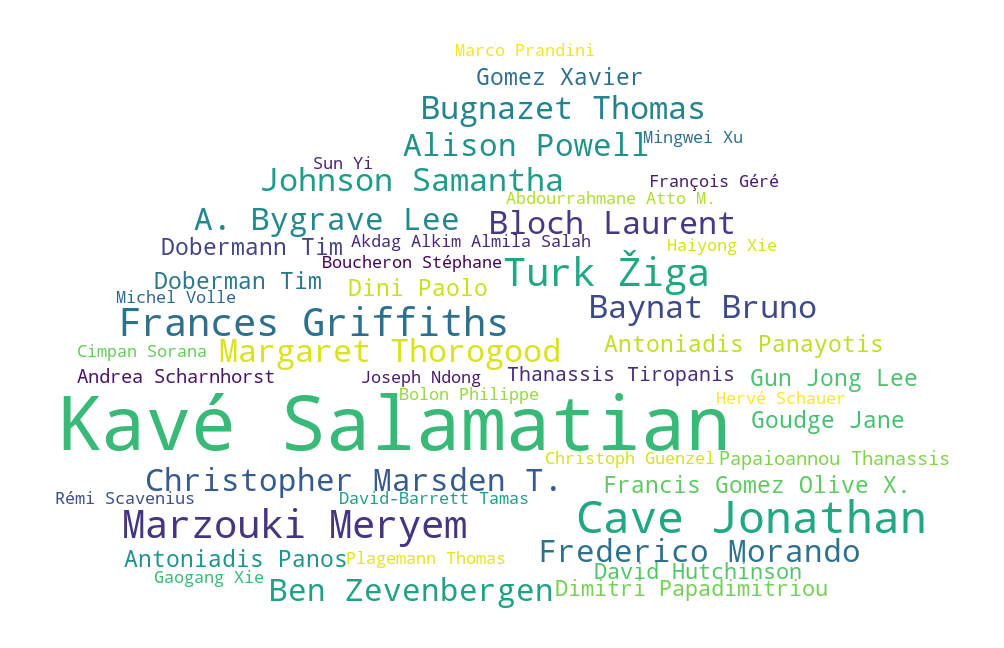 Marco Prandini
Gomez Xavier
Bugnazet Thomas
Alison Powell
Mingwei Xu
Sun Yi
Johnson Samantha
François Géré
Abdourrahmane Atto M.
A. Bygrave Lee
Bloch Laurent
Dobermann Tim
Akdag Alkim Almila Salah
Haiyong Xie
Boucheron Stéphane
Turk Žiga
Doberman Tim
Dini Paolo
Michel Volle
Baynat Bruno
Frances Griffiths
Cimpan Sorana
Margaret Thorogood
Antoniadis Panayotis
Andrea Scharnhorst
Joseph Ndong
Thanassis Tiropanis
Gun Jong Lee
Bolon Philippe
Hervé Schauer
Kavé Salamatian
Goudge Jane
Christoph Guenzel
Papaioannou Thanassis
Christopher Marsden T.
Francis Gomez Olive X.
Rémi Scavenius
David-Barrett Tamas
Marzouki Meryem
Cave Jonathan
Antoniadis Panos
Plagemann Thomas
Frederico Morando
Gaogang Xie
David Hutchinson
Ben Zevenbergen
Dimitri Papadimitriou